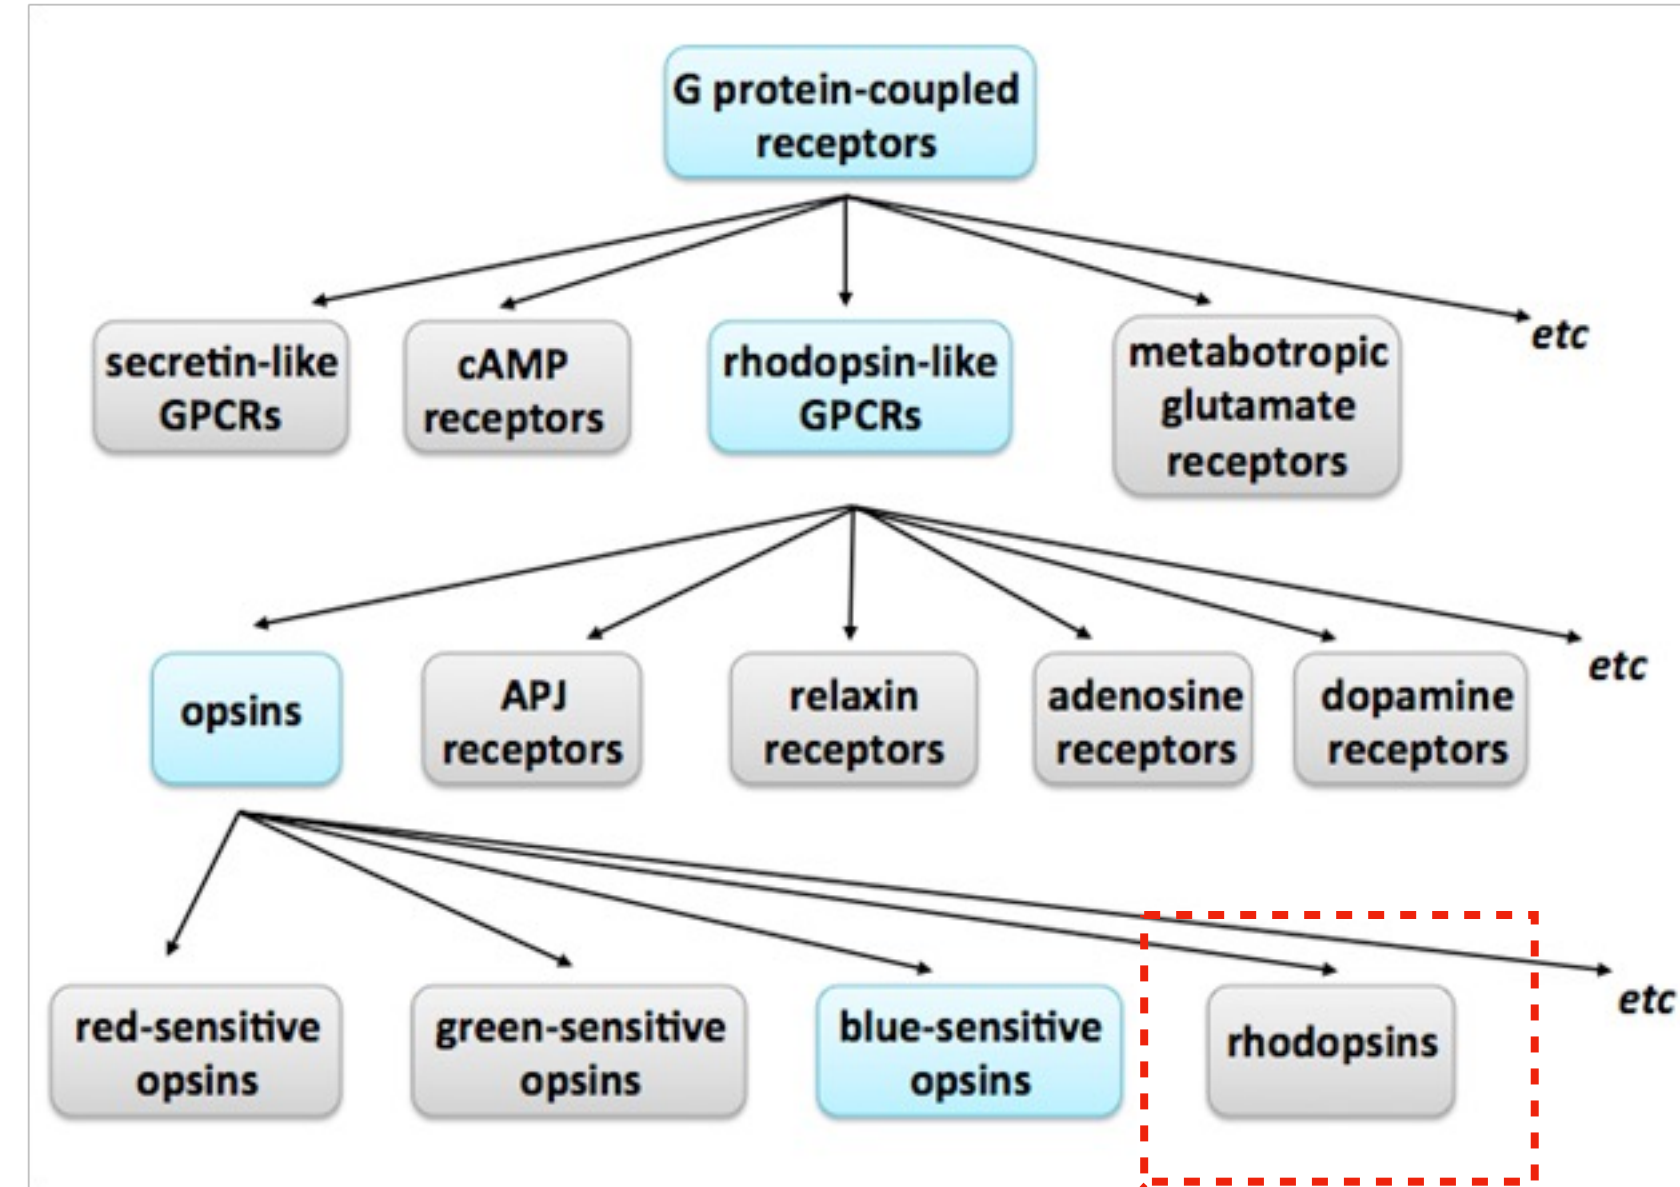 G protein-coupled
receptors
secretin-like
GPCRs
cAMP
receptors
rhodopsin-like
GPCRs
metabotropic
glutamate
receptors
etc
opsins
APJ
receptors
relaxin
receptors
adenosine
receptors
dopamine
receptors
etc
red-sensitive
opsins
green-sensitive
opsins
blue-sensitive
opsins
rhodopsins
etc